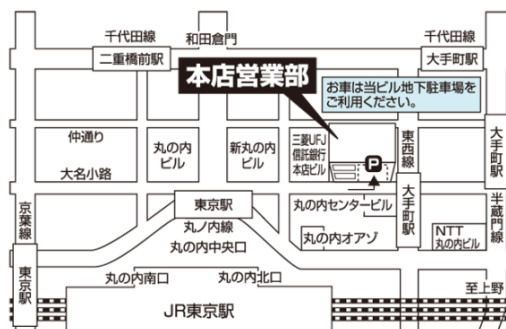 千代田線
和田倉門
千代田線
二重橋前駅
大手町駅
本店営業部
お車は当ビル地下駐車場を
ご利用ください。
仲通り
大名小路
丸の内
ビル
新丸の内
ビル
三菱UFJ
信託銀行
本店ビル
P
東西線
大手町駅
大手町駅
半蔵門線
京葉線
東京駅
東京駅
丸ノ内線
丸の内中央口
丸の内センタービル
丸の内オアゾ
NTT
丸の内ビル
丸の内南口
丸の内北口
至上野
JR東京駅